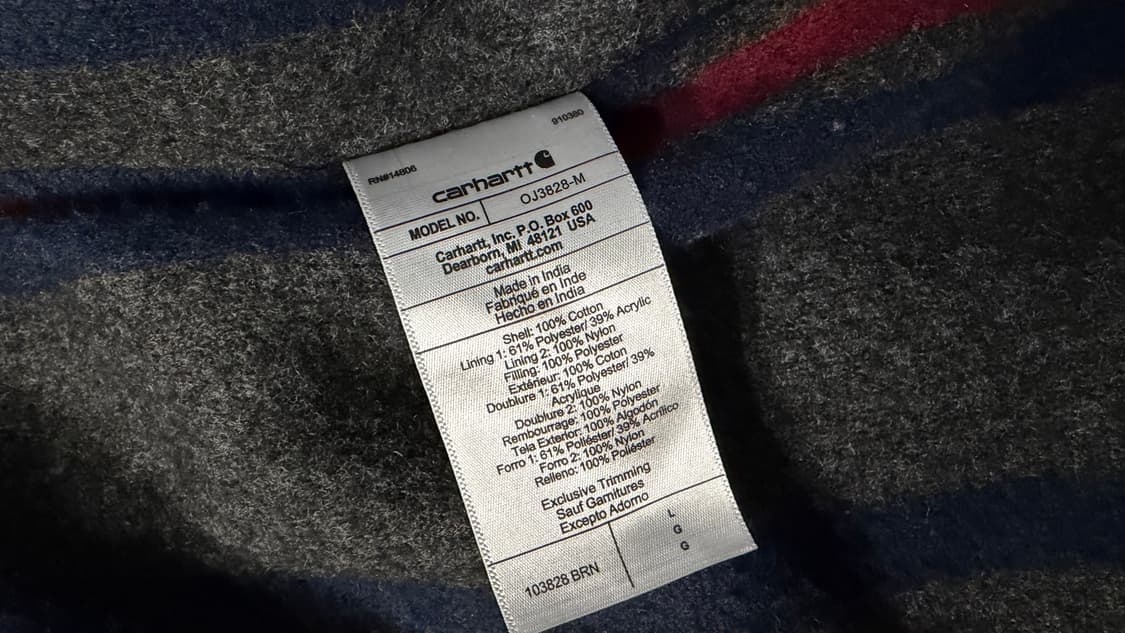 RN#14806
910380
carhartt
MODEL NO.
OJ3828-M
Carhartt, Inc. P.O. Box 600
Dearborn, MI 48121 USA
carhartt.com
Made in India
Fabriqué en Inde
Hecho en India
Shell: 100% Cotton
Lining 1: 61% Polyester/ 39% Acrylic
Lining 2: 100% Nylon
Filling: 100% Polyester
Extérieur: 100% Coton
Doublure 1: 61% Polyester/ 39%
Acrylique
Doublure 2: 100% Nylon
Rembourrage: 100% Polyester
Tela Exterior: 100% Algodón
Forro 1: 61% Poliéster/ 39% Acrílico
Forro 2: 100% Nylon
Relleno: 100% Poliéster
Exclusive Trimming
Sauf Garnitures
Excepto Adorno
103828 BRN
L
G
G